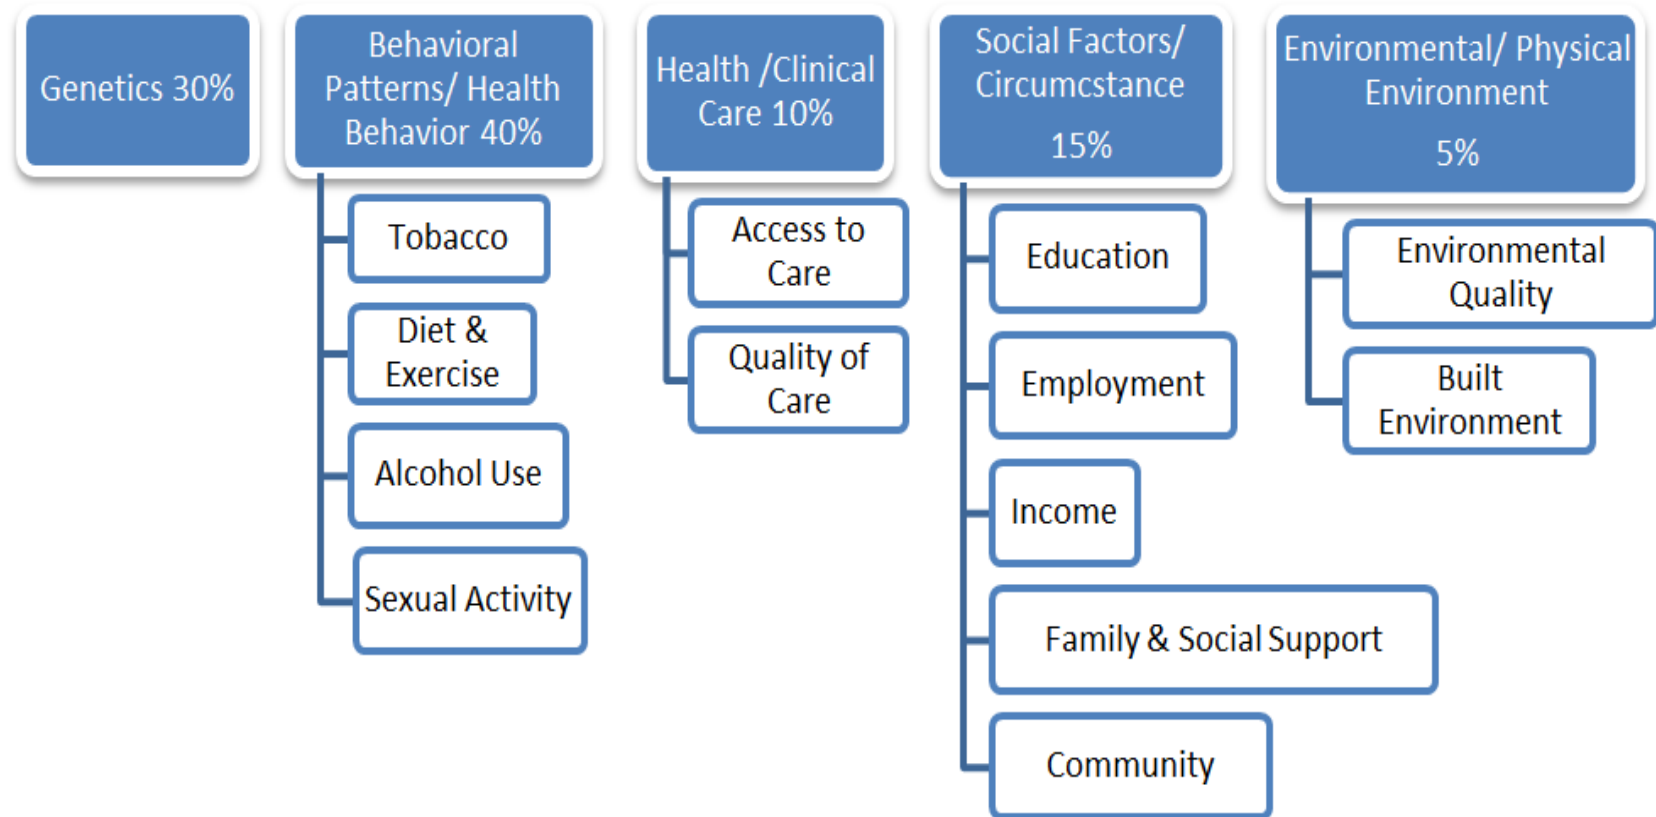 Genetics 30%
Behavioral
Patterns/ Health
Behavior 40%
Tobacco
Diet &
Exercise
Alcohol Use
Sexual Activity
Health /Clinical
Care 10%
Access to
Care
Quality of
Care
Social Factors/
Circumcstance
15%
Education
Employment
Income
Family & Social Support
Community
Environmental/ Physical
Environment
5%
Environmental
Quality
Built
Environment